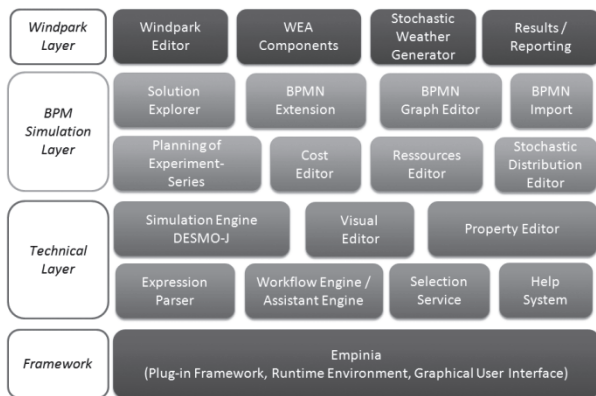 Windpark
Layer
Windpark
Editor
WEA
Components
Stochastic
Weather
Generator
Results /
Reporting
BPM
Simulation
Layer
Solution
Explorer
BPMN
Extension
BPMN
Graph Editor
BPMN
Import
Planning of
Experiment-
Series
Cost
Editor
Ressources
Editor
Stochastic
Distribution
Editor
Technical
Layer
Simulation Engine
DESMO-J
Visual
Editor
Property Editor
Expression
Parser
Workflow Engine /
Assistant Engine
Selection
Service
Help
System
Framework
Empinia
(Plug-in Framework, Runtime Environment, Graphical User Interface)